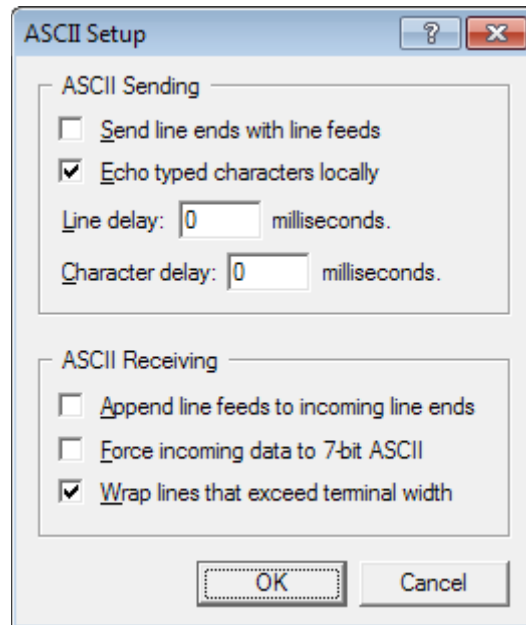 ASCII Setup
ASCII Sending
Send line ends with line feeds
Echo typed characters locally
Line delay: 0 milliseconds.
Character delay: 0 milliseconds.
ASCII Receiving
Append line feeds to incoming line ends
Force incoming data to 7-bit ASCII
Wrap lines that exceed terminal width
OK Cancel